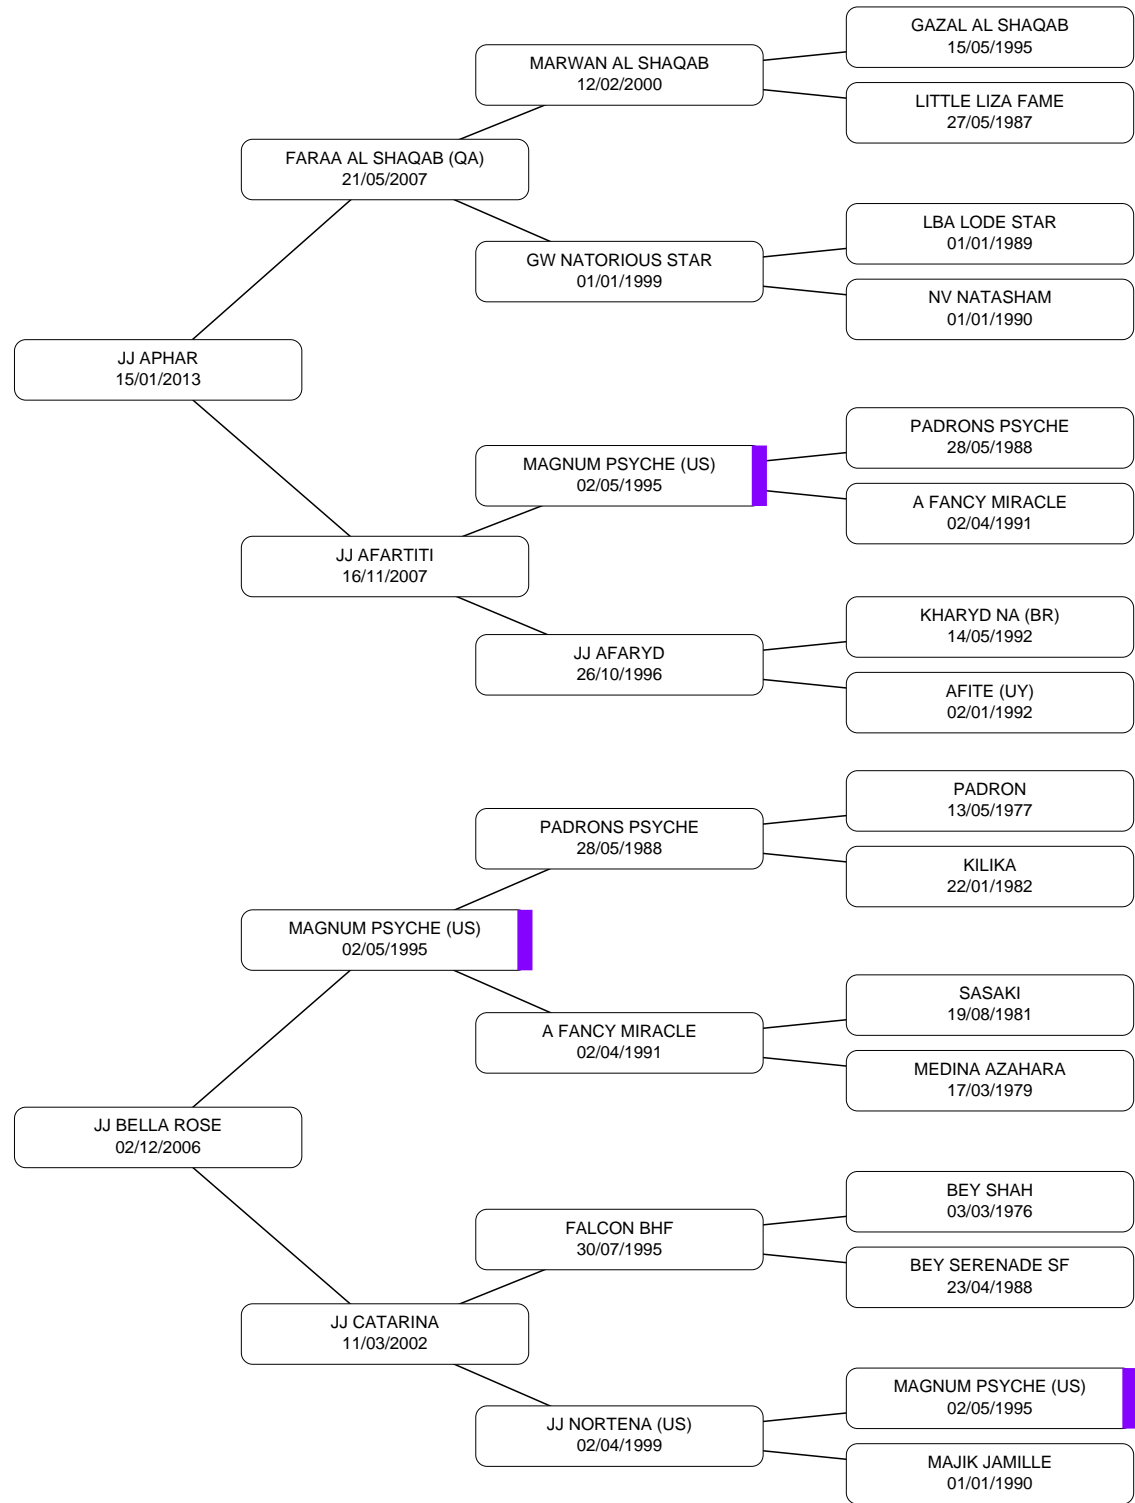 GAZAL AL SHAQAB
15/05/1995
MARWAN AL SHAQAB
12/02/2000
LITTLE LIZA FAME
27/05/1987
FARAA AL SHAQAB (QA)
21/05/2007
LBA LODE STAR
01/01/1989
GW NATORIOUS STAR
01/01/1999
NV NATASHAM
01/01/1990
JJ APHAR
15/01/2013
PADRONS PSYCHE
28/05/1988
MAGNUM PSYCHE (US)
02/05/1995
A FANCY MIRACLE
02/04/1991
JJ AFARTITI
16/11/2007
KHARYD NA (BR)
14/05/1992
JJ AFARYD
26/10/1996
AFITE (UY)
02/01/1992
PADRON
13/05/1977
PADRONS PSYCHE
28/05/1988
KILIKA
22/01/1982
MAGNUM PSYCHE (US)
02/05/1995
SASAKI
19/08/1981
A FANCY MIRACLE
02/04/1991
MEDINA AZAHARA
17/03/1979
JJ BELLA ROSE
02/12/2006
BEY SHAH
03/03/1976
FALCON BHF
30/07/1995
BEY SERENADE SF
23/04/1988
JJ CATARINA
11/03/2002
MAGNUM PSYCHE (US)
02/05/1995
JJ NORTENA (US)
02/04/1999
MAJIK JAMILLE
01/01/1990